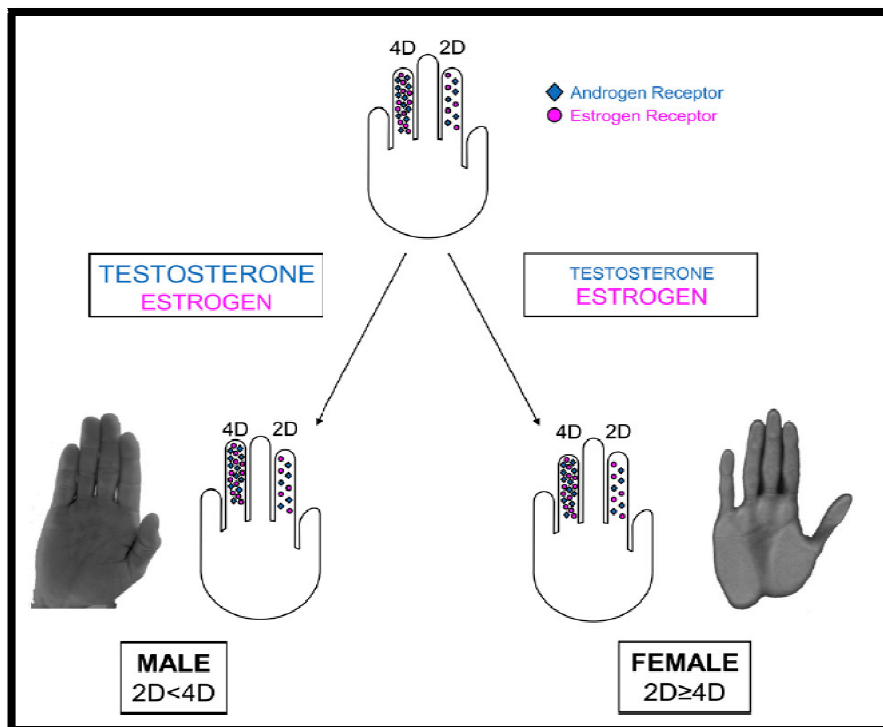 4D 2D
Androgen Receptor
Estrogen Receptor
TESTOSTERONE
ESTROGEN
TESTOSTERONE
ESTROGEN
4D 2D
4D 2D
MALE
2D<4D
FEMALE
2D≥4D